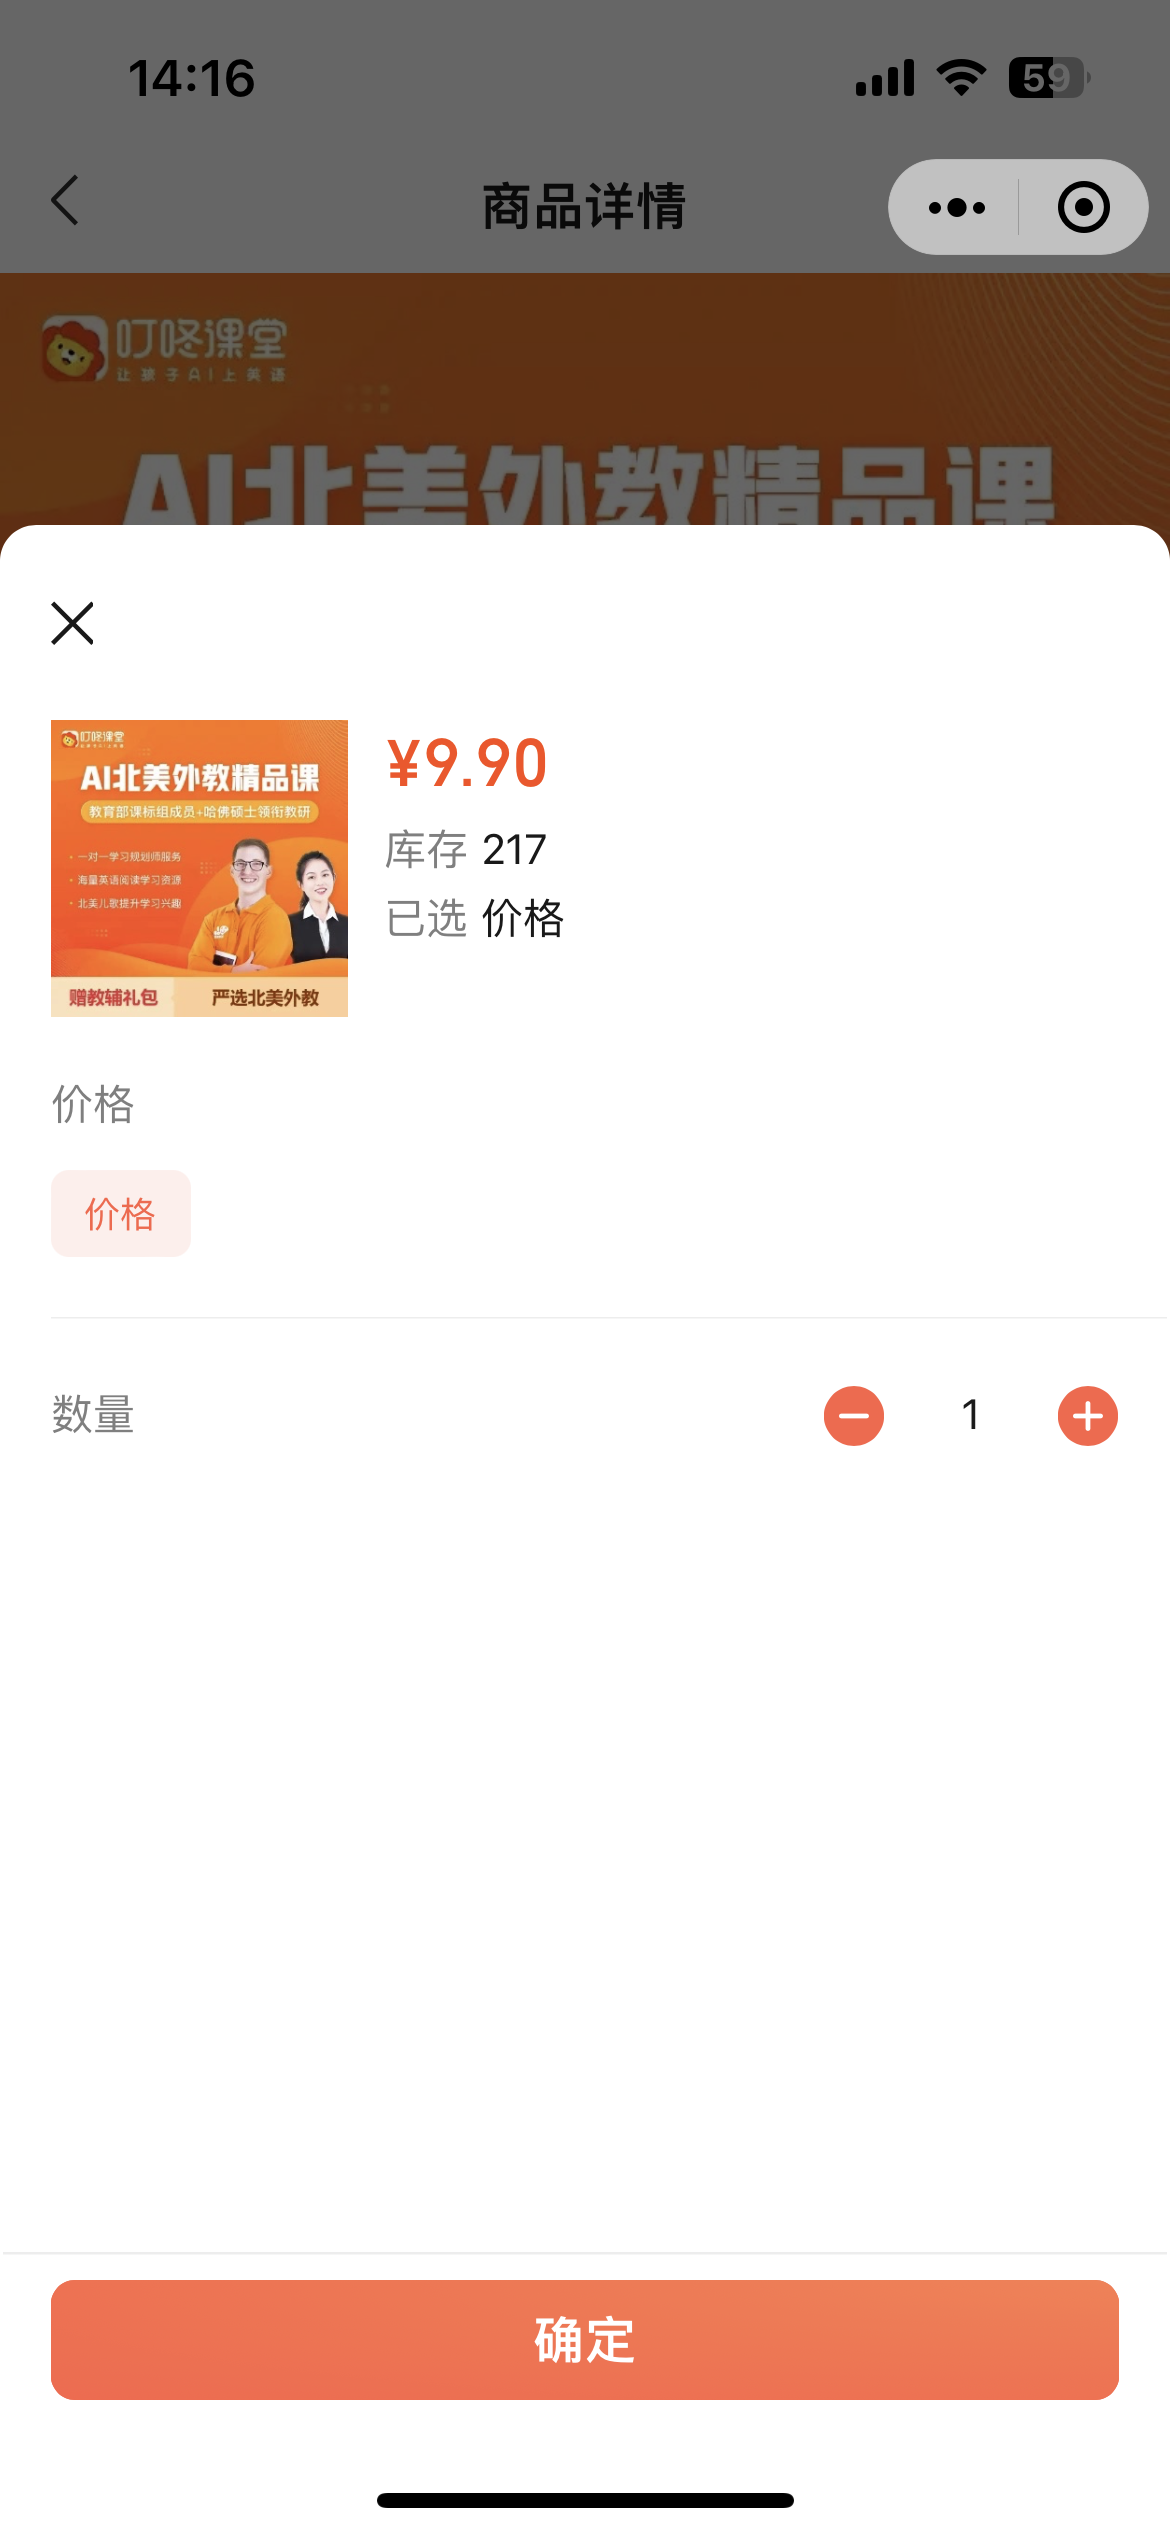 14:16
59
商品详情
叮咚课堂
让孩子AI上英语
AI北美外教精品课
叮咚课堂
AI北美外教精品课
教育部课标组成员+哈佛硕士领衔教研
· 一对一学习规划师服务
· 海量英语阅读学习资源
· 北美儿歌提升学习兴趣
赠教辅礼包
严选北美外教
¥9.90
库存 217
已选 价格
价格
价格
数量
1
确定